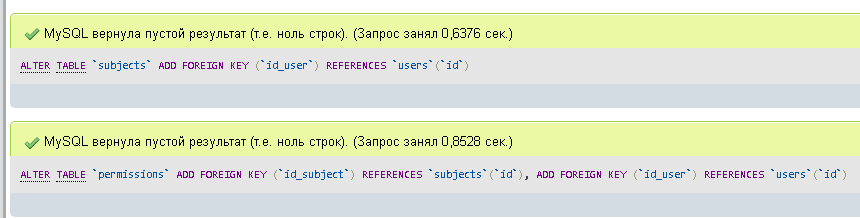 MySQL вернула пустой результат (т.е. ноль строк). (Запрос занял 0,6376 сек.)
ALTER TABLE `subjects` ADD FOREIGN KEY (`id_user`) REFERENCES `users`(`id`)
MySQL вернула пустой результат (т.е. ноль строк). (Запрос занял 0,8528 сек.)
ALTER TABLE `permissions` ADD FOREIGN KEY (`id_subject`) REFERENCES `subjects`(`id`), ADD FOREIGN KEY (`id_user`) REFERENCES `users`(`id`)